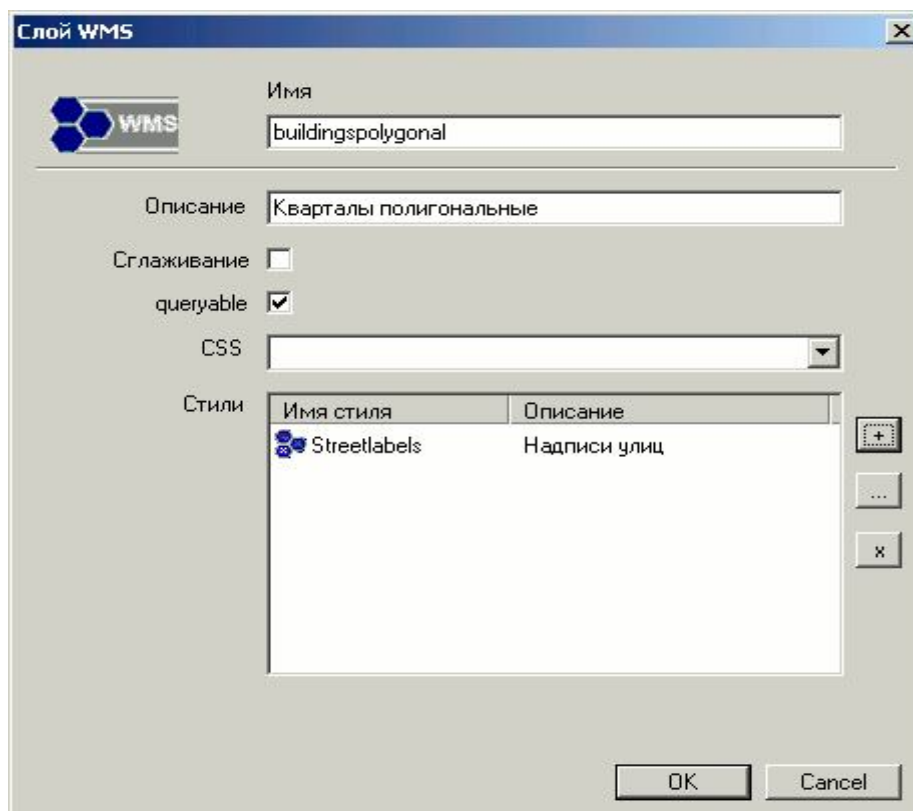 Слой WMS
WMS
Имя
buildingspolygonal
Описание
Кварталы полигональные
Сглаживание
queryable
CSS
Стили
Имя стиля Описание
Streetlabels Надписи улиц
+
...
x
OK Cancel